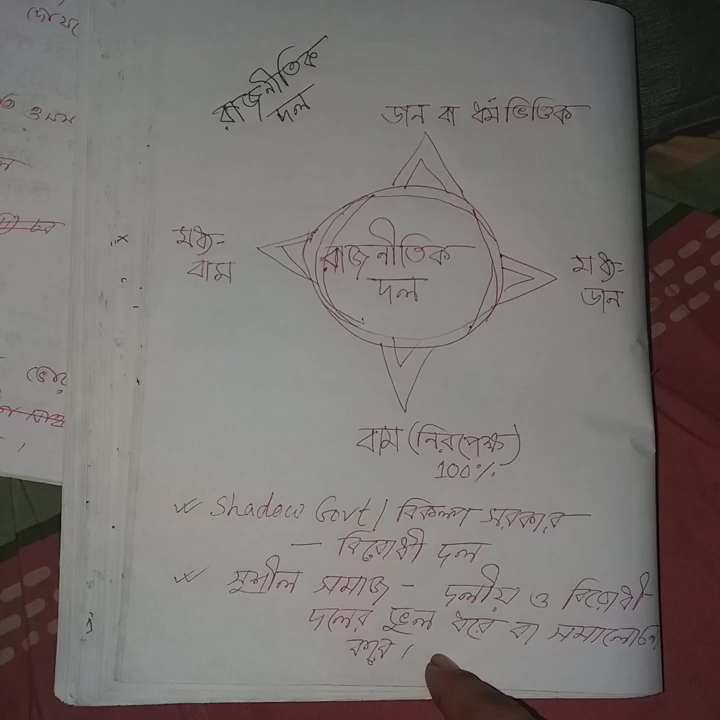 রাজনীতিক
দল
ডান বা ধর্ম ভিত্তিক
মধ্য-
বাম
রাজনীতিক
দল
মধ্য-
ডান
বাম (নিরপেক্ষ)
100%
Shadow Govt / বিকল্প সরকার
— বিরোধী দল
সুশীল সমাজ - দলীয় ও বিরোধী
দলের ভুল ধরে বা সমালোচনা
করে।